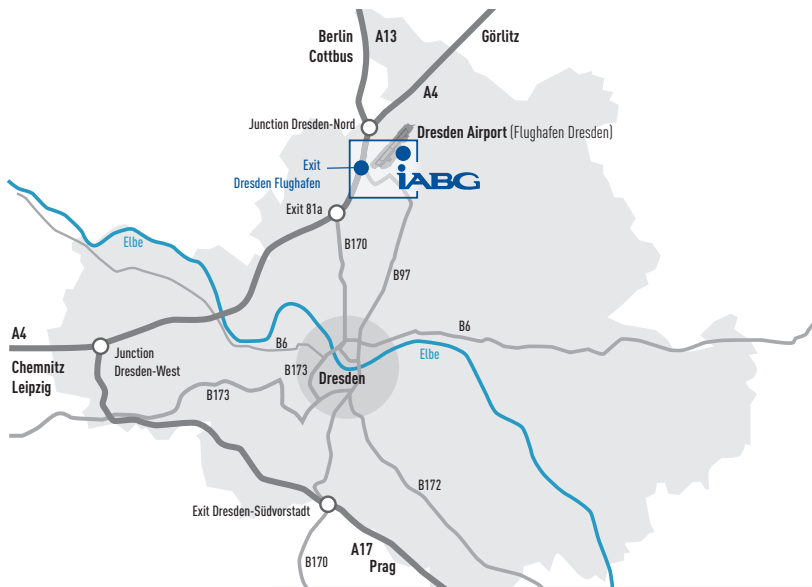 Berlin
Cottbus
A13
Görlitz
A4
Junction Dresden-Nord
Dresden Airport (Flughafen Dresden)
Exit
Dresden Flughafen
iABG
Exit 81a
B170
Elbe
B97
A4
B6
B6
Junction
Dresden-West
Chemnitz
Leipzig
B173
Dresden
Elbe
B173
B172
Exit Dresden-Südvorstadt
A17
Prag
B170